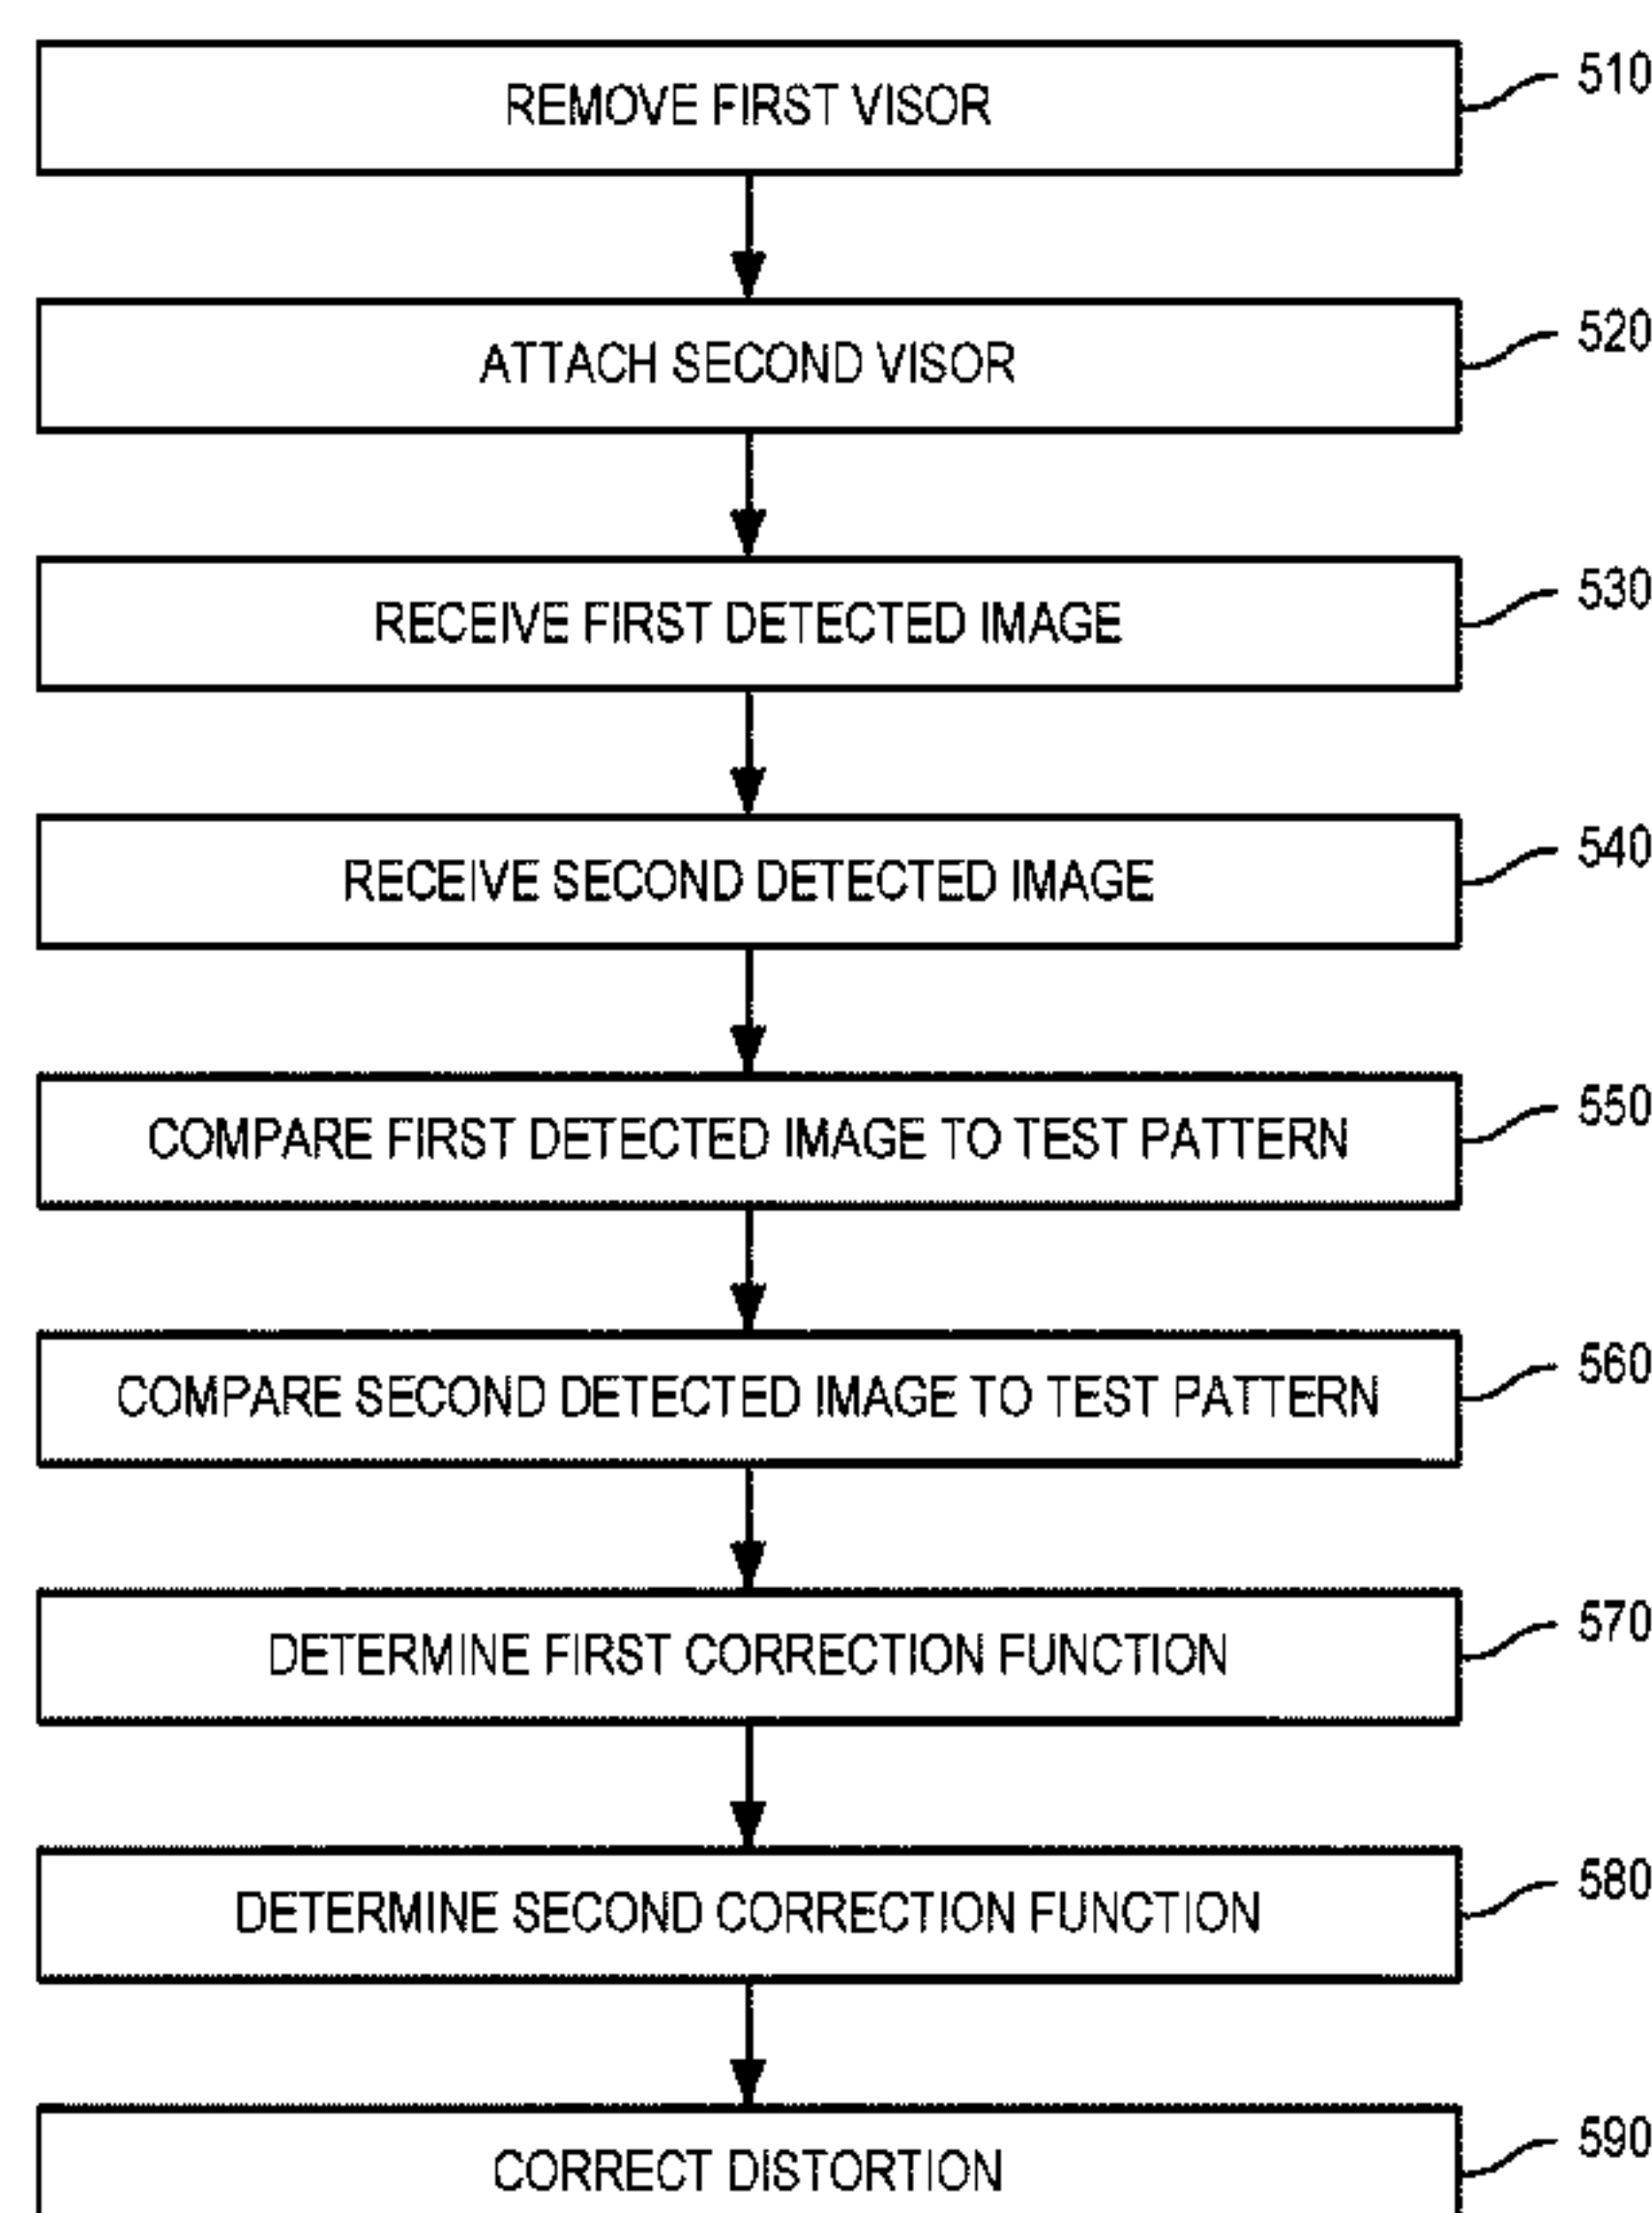 REMOVE FIRST VISOR 510
ATTACH SECOND VISOR 520
RECEIVE FIRST DETECTED IMAGE 530
RECEIVE SECOND DETECTED IMAGE 540
COMPARE FIRST DETECTED IMAGE TO TEST PATTERN 550
COMPARE SECOND DETECTED IMAGE TO TEST PATTERN 560
DETERMINE FIRST CORRECTION FUNCTION 570
DETERMINE SECOND CORRECTION FUNCTION 580
CORRECT DISTORTION 590